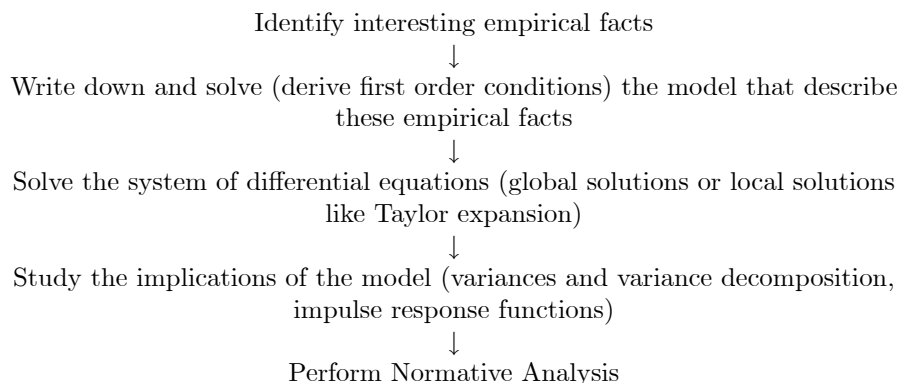 Identify interesting empirical facts
↓
Write down and solve (derive first order conditions) the model that describe
these empirical facts
↓
Solve the system of differential equations (global solutions or local solutions
like Taylor expansion)
↓
Study the implications of the model (variances and variance decomposition,
impulse response functions)
↓
Perform Normative Analysis